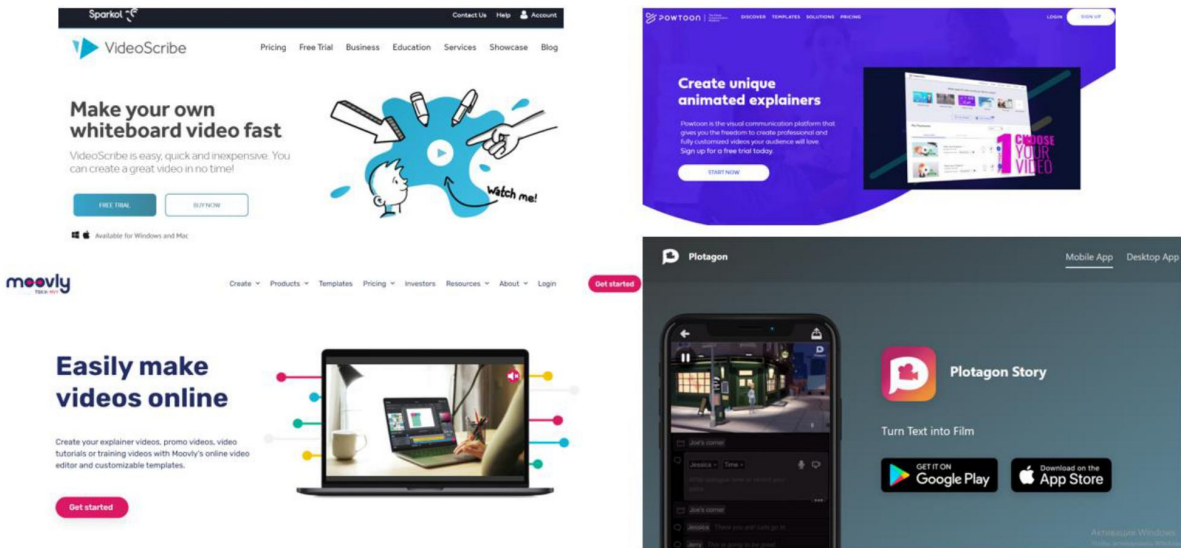 Sparkol
Contact Us Help Account
VideoScribe
Pricing Free Trial Business Education Services Showcase Blog
Make your own
whiteboard video fast
VideoScribe is easy, quick and inexpensive. You
can create a great video in no time!
FREE TRIAL BUY NOW
Available for Windows and Mac
Watch me!
POWTOON
DISCOVER TEMPLATES SOLUTIONS PRICING
LOGIN SIGN UP
Create unique
animated explainers
Powtoon is the visual communication platform that
gives you the freedom to create professional and
fully customized videos your audience will love
Sign up for a free trial today.
START NOW
1 CHOOSE
YOUR
VIDEO
moovly
Create Products Templates Pricing Investors Resources About Login
Get started
Easily make
videos online
Create your explainer videos, promo videos, video
tutorials or training videos with Moovly's online video
editor and customizable templates.
Get started
Plotagon
Mobile App Desktop App
Plotagon Story
Turn Text into Film
GET IT ON
Google Play
Download on the
App Store
Joe's corner
Jessica Time
Joe's corner
Jessica
Jerry
Активация Windows